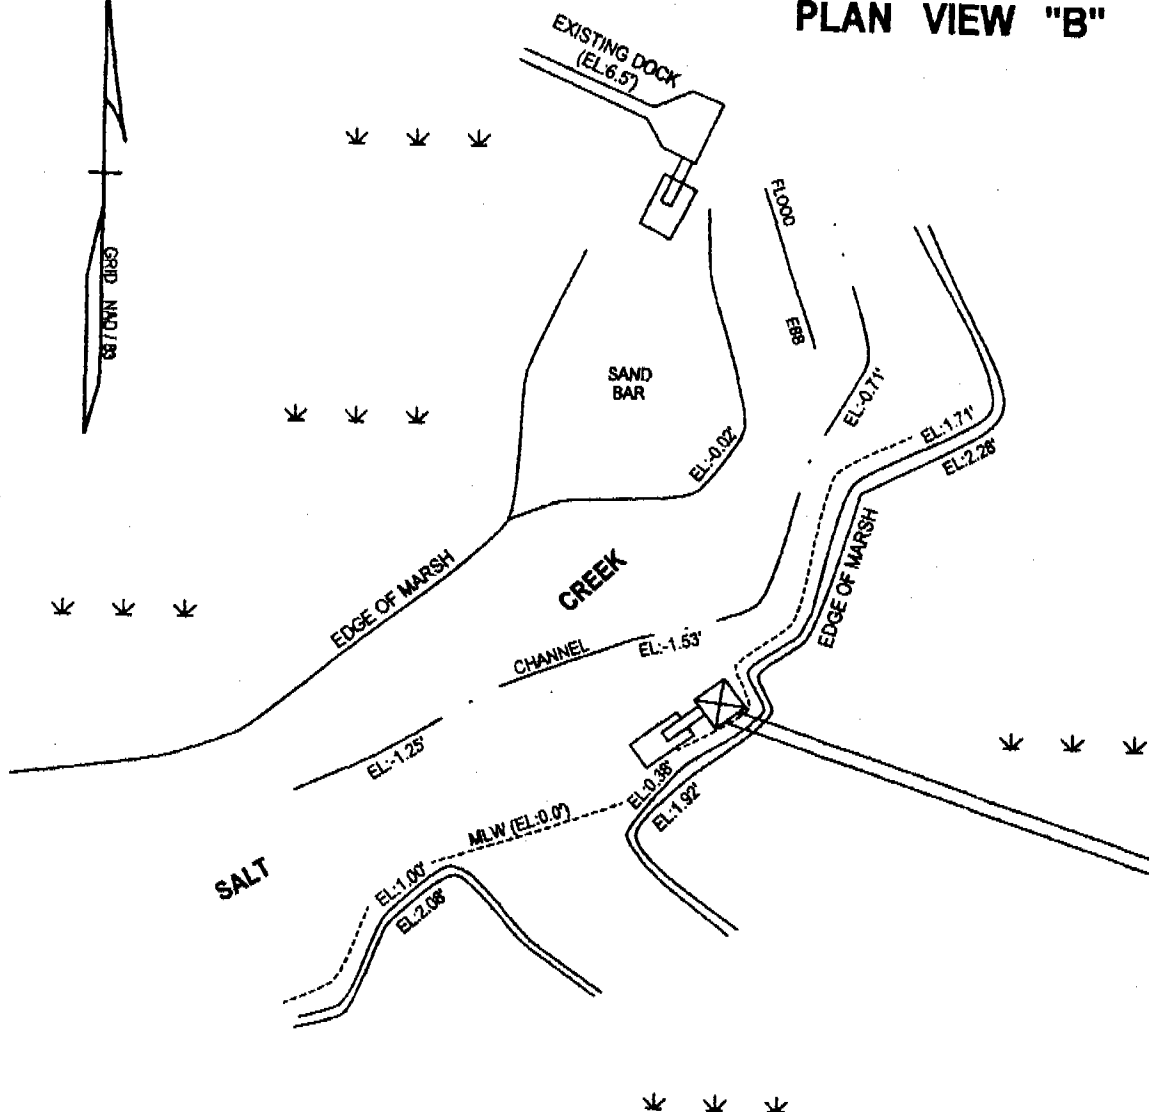 PLAN VIEW "B"
EXISTING DOCK
(EL:6.5')
FLOOD
EBB
GRID NAD / 83
SAND
BAR
EL:-0.71'
EL:-0.02'
EL:1.71'
EL:2.28'
EDGE OF MARSH
EDGE OF MARSH
CREEK
CHANNEL
EL:-1.53'
EL:-1.25'
EL:0.38'
EL:1.92'
MLW (EL:0.0')
SALT
EL:1.00'
EL:2.08'